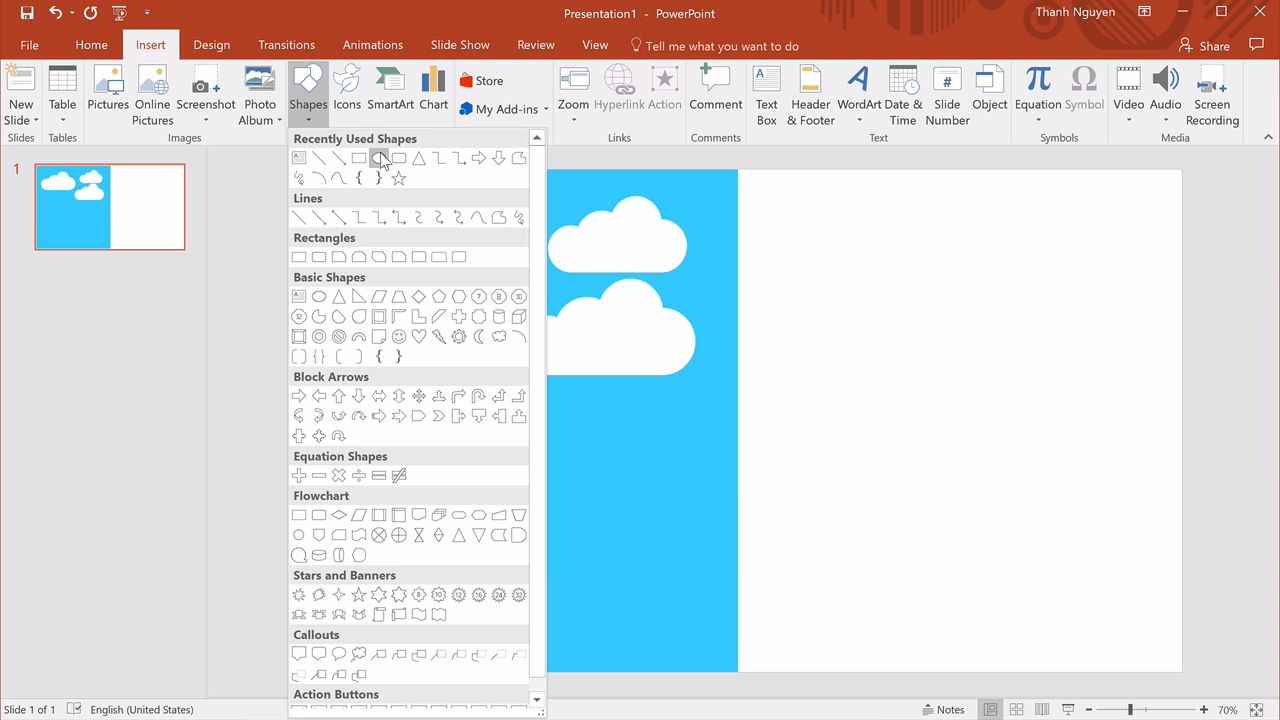 Presentation1 - PowerPoint
Thanh Nguyen
File Home Insert Design Transitions Animations Slide Show Review View Tell me what you want to do Share
New Slide
Table
Pictures
Online Pictures
Screenshot
Photo Album
Shapes
Icons
SmartArt
Chart
Store
My Add-ins
Zoom
Hyperlink
Action
Comment
Text Box
Header & Footer
WordArt
Date & Time
Slide Number
Object
Equation
Symbol
Video
Audio
Screen Recording
Slides Tables Images Links Comments Text Symbols Media
1
Recently Used Shapes
Lines
Rectangles
Basic Shapes
Block Arrows
Equation Shapes
Flowchart
Stars and Banners
Callouts
Action Buttons
Slide 1 of 1 English (United States) Notes 70%